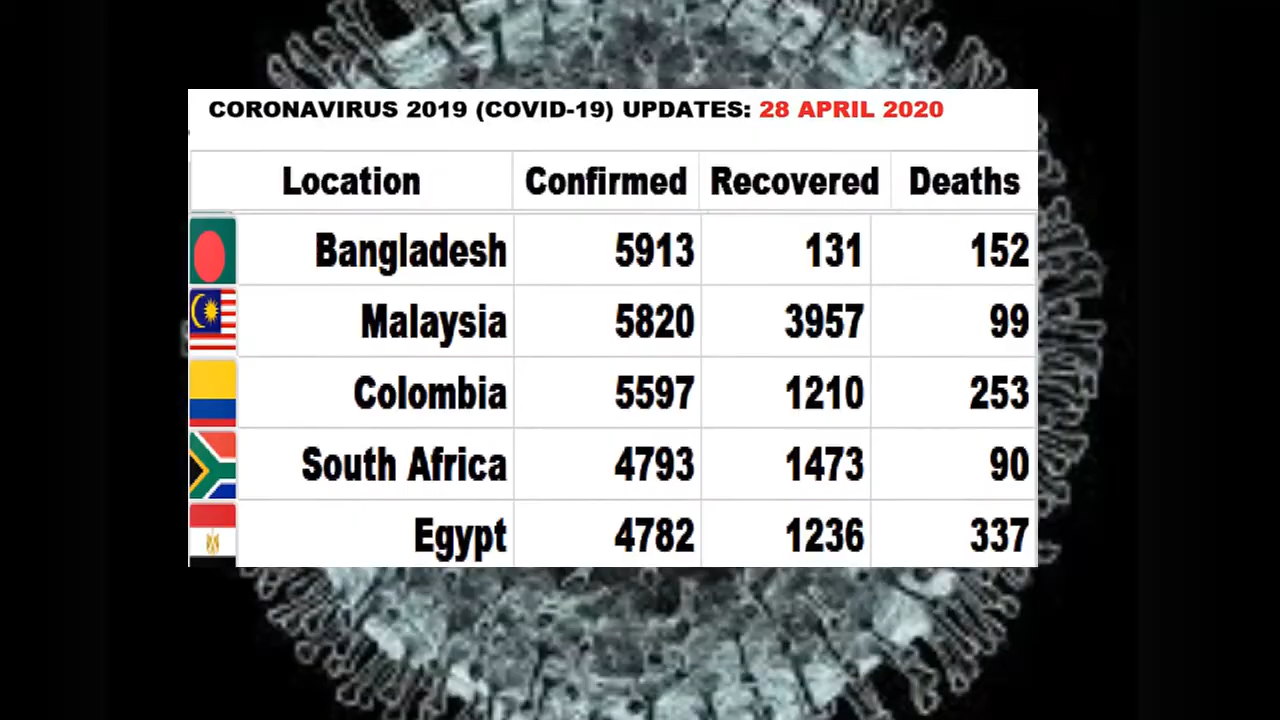 CORONAVIRUS 2019 (COVID-19) UPDATES: 28 APRIL 2020
Location Confirmed Recovered Deaths
Bangladesh 5913 131 152
Malaysia 5820 3957 99
Colombia 5597 1210 253
South Africa 4793 1473 90
Egypt 4782 1236 337